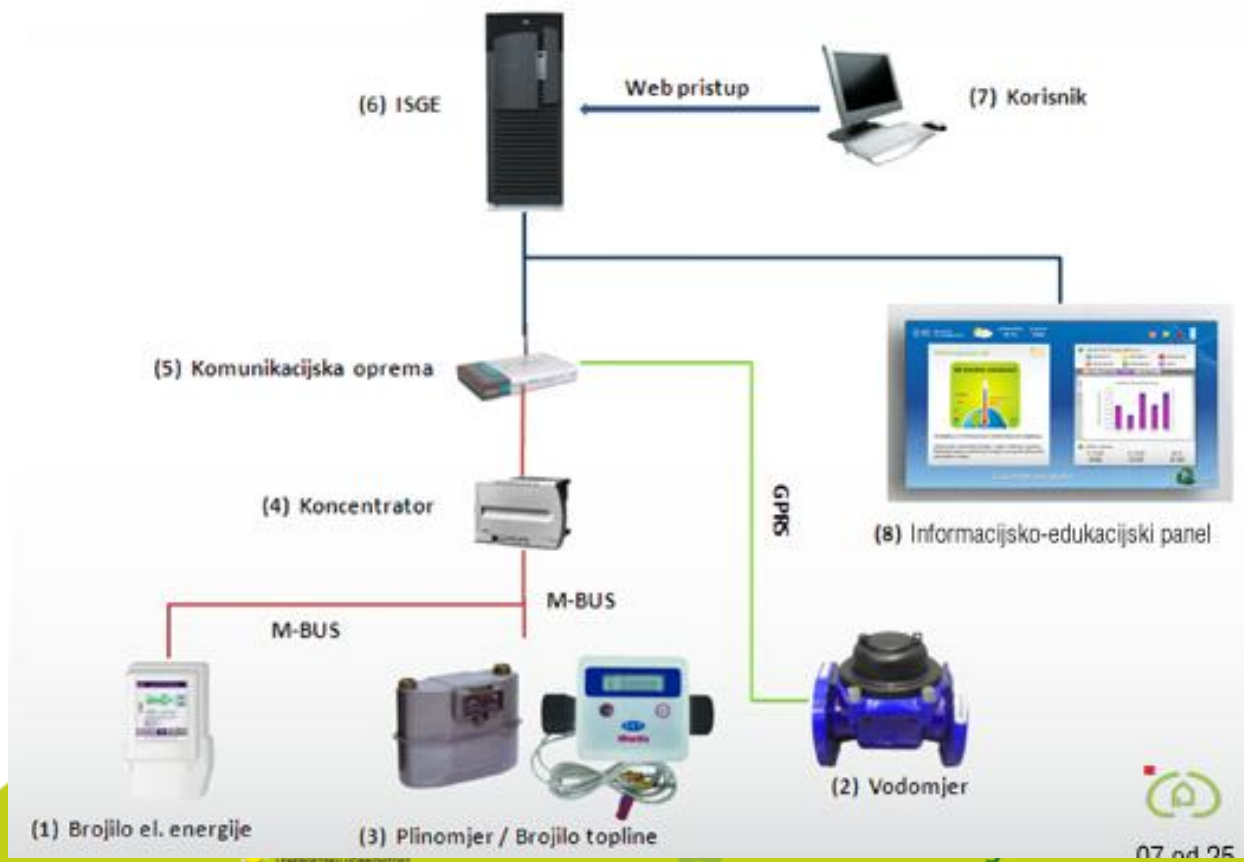 (6) ISGE
Web pristup
(7) Korisnik
(5) Komunikacijska oprema
(4) Koncentrator
GPRS
(8) Informacijsko-edukacijski panel
M-BUS
M-BUS
(1) Brojilo el. energije
(3) Plinomjer / Brojilo topline
(2) Vodomjer
07 od 25